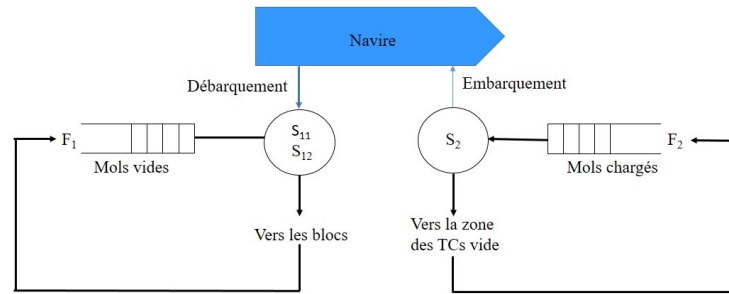 Navire
Débarquement
Embarquement
F₁
S₁₁
S₁₂
S₂
F₂
Mols vides
Mols chargés
Vers les blocs
Vers la zone
des TCs vide